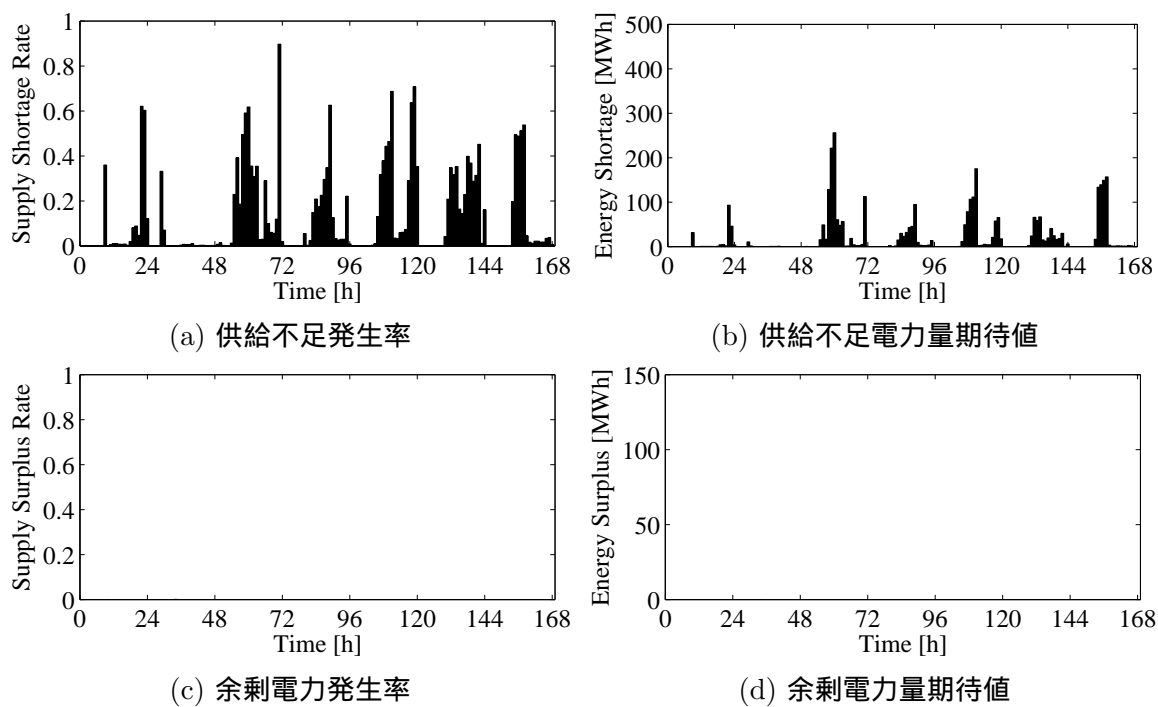 1
0.8
0.6
0.4
0.2
0
Supply Shortage Rate
0 24 48 72 96 120 144 168
Time [h]
(a) 供給不足発生率
500
400
300
200
100
0
Energy Shortage [MWh]
0 24 48 72 96 120 144 168
Time [h]
(b) 供給不足電力量期待値
1
0.8
0.6
0.4
0.2
0
Supply Surplus Rate
0 24 48 72 96 120 144 168
Time [h]
(c) 余剰電力発生率
150
100
50
0
Energy Surplus [MWh]
0 24 48 72 96 120 144 168
Time [h]
(d) 余剰電力量期待値